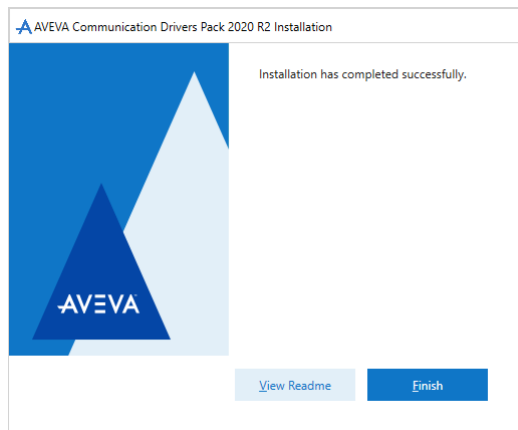 AVEVA Communication Drivers Pack 2020 R2 Installation
Installation has completed successfully.
AVEVA
View Readme
Finish